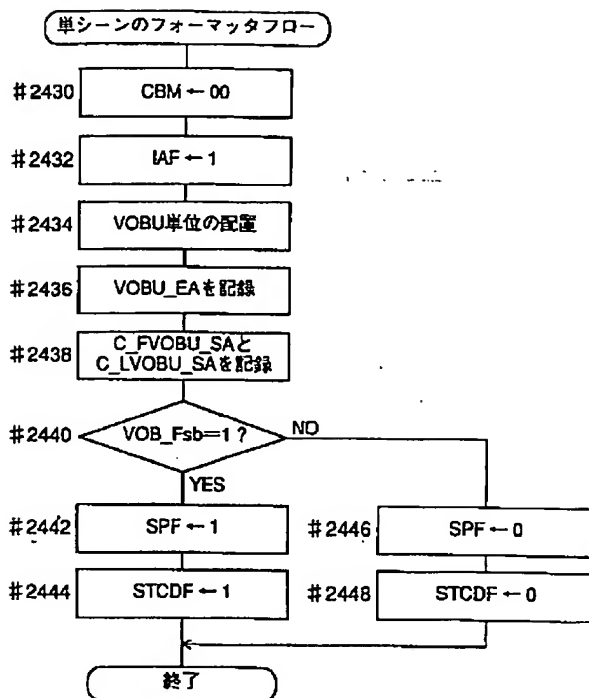 単シーンのフォーマッタフロー
#2430
CBM ← 00
#2432
IAF ← 1
#2434
VOBU単位の配置
#2436
VOBU_EAを記録
#2438
C_FVOBU_SAと
C_LVOBU_SAを記録
#2440
VOB_Fsb=1 ?
NO
YES
#2442
SPF ← 1
#2446
SPF ← 0
#2444
STCDF ← 1
#2448
STCDF ← 0
終了